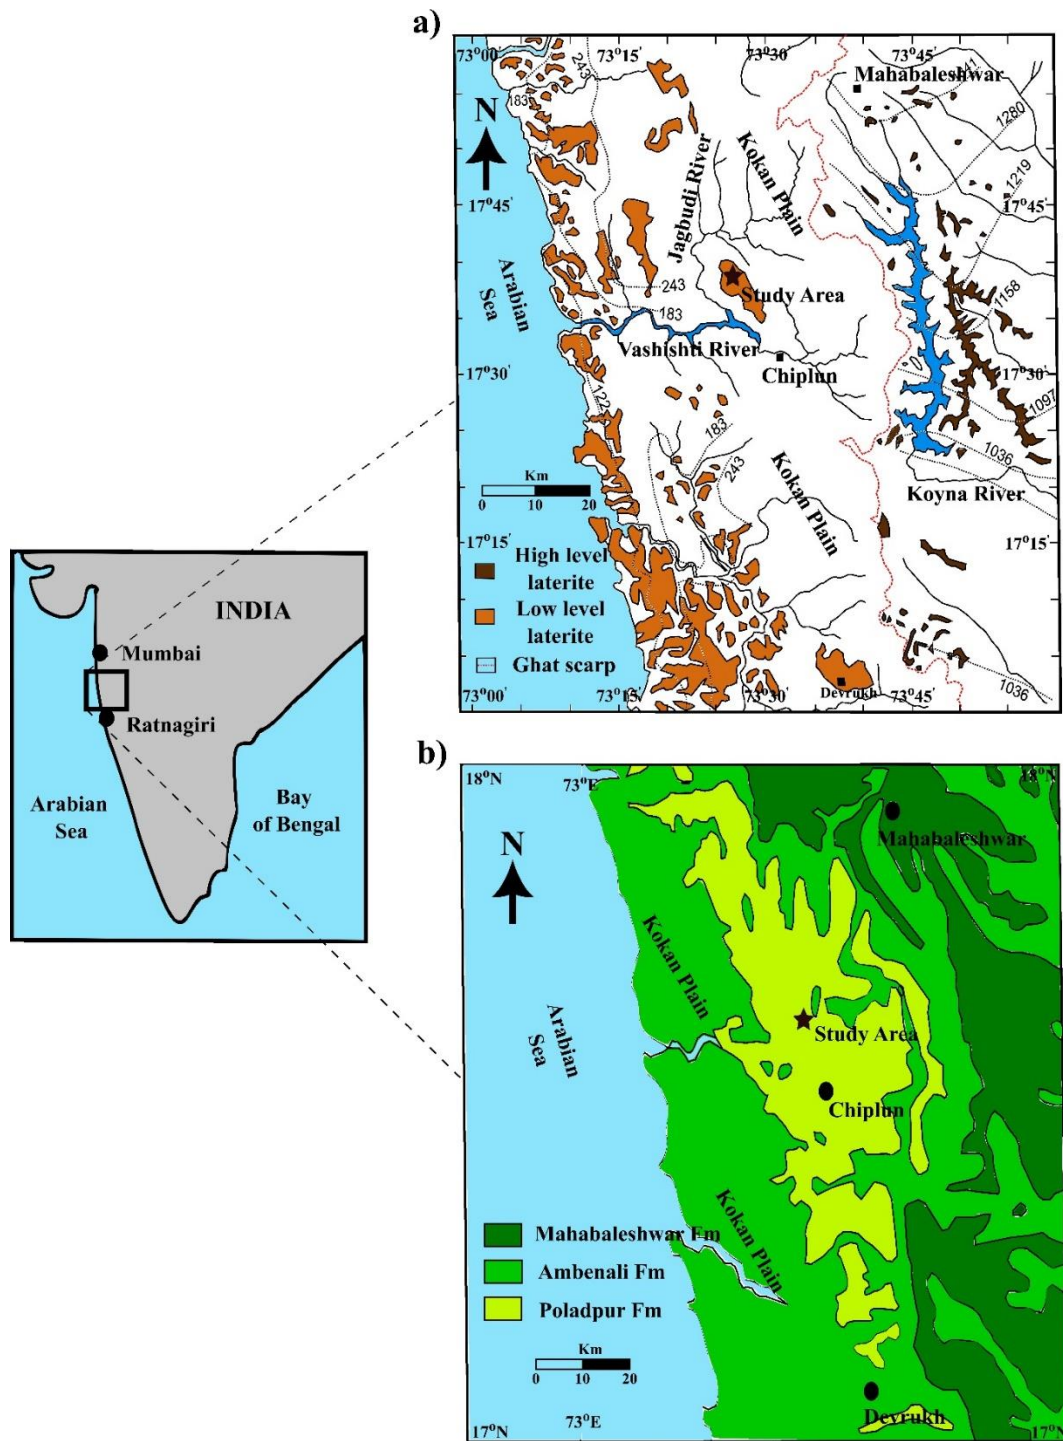 a)
73°00'
73°15'
73°30'
73°45'
Mahabaleshwar
243
183
N
1280
1219
Kokan Plain
Jagbudi River
17°45'
17°45'
Arabian
Sea
243
Study Area
183
1158
Vashishti River
Chiplun
17°30'
17°30'
122
1097
183
243
1036
Km
0 10 20
Kokan Plain
Koyna River
17°15'
17°15'
High level
laterite
Low level
laterite
Ghat scarp
1036
Devrukh
73°00'
73°15'
73°30'
73°45'
INDIA
Mumbai
Ratnagiri
Arabian
Sea
Bay
of Bengal
b)
18°N
73°E
18°N
Mahabaleshwar
N
Kokan Plain
Arabian
Sea
Study Area
Chiplun
Kokan Plain
Mahabaleshwar Fm
Ambenali Fm
Poladpur Fm
Km
0 10 20
Devrukh
17°N
73°E
17°N